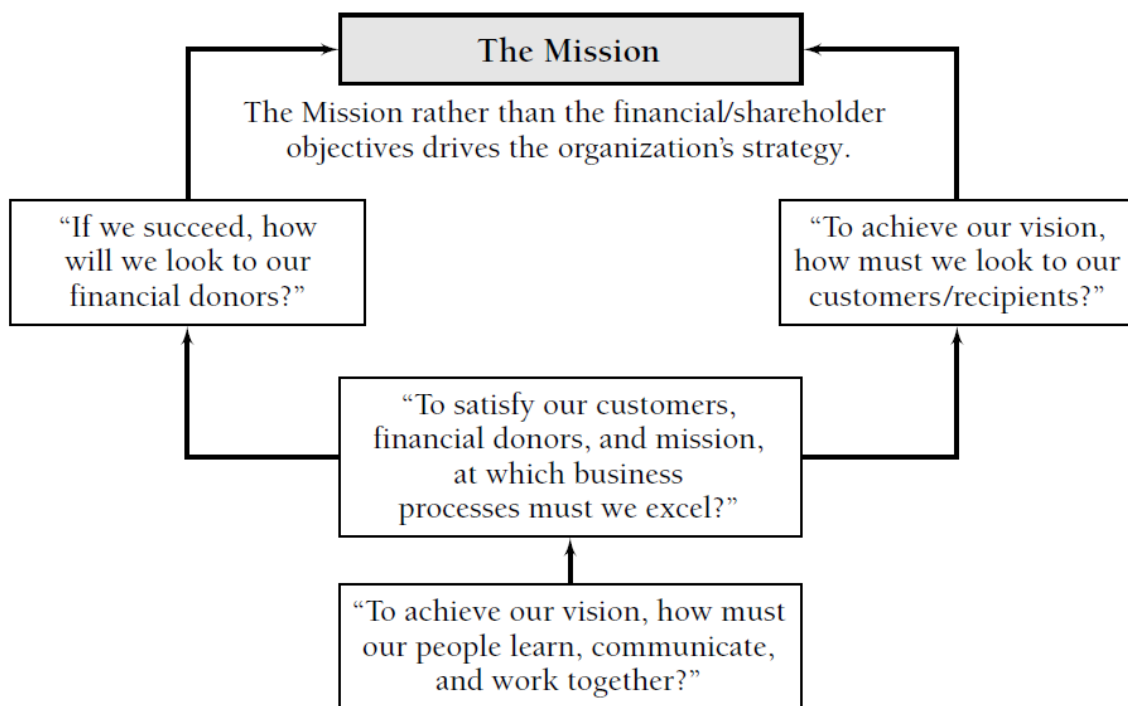 The Mission
The Mission rather than the financial/shareholder
objectives drives the organization's strategy.
“If we succeed, how
will we look to our
financial donors?”
“To achieve our vision,
how must we look to our
customers/recipients?”
“To satisfy our customers,
financial donors, and mission,
at which business
processes must we excel?”
“To achieve our vision, how must
our people learn, communicate,
and work together?”